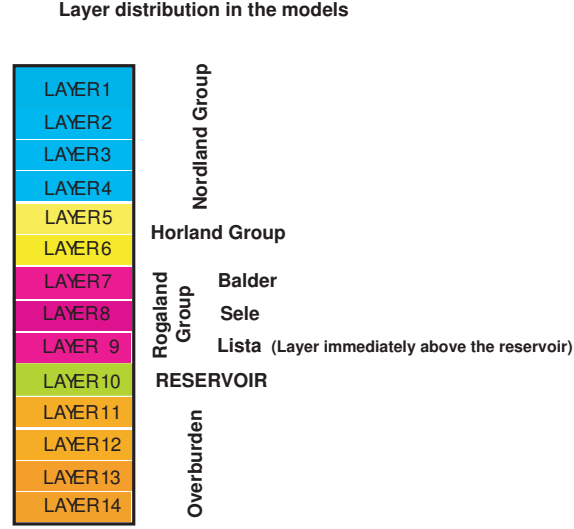 Layer distribution in the models
LAYER1
LAYER2
LAYER3
LAYER4
Nordland Group
LAYER5
LAYER6
Horland Group
LAYER7
LAYER8
LAYER 9
Rogaland
Group
Balder
Sele
Lista (Layer immediately above the reservoir)
LAYER10
RESERVOIR
LAYER11
LAYER12
LAYER13
LAYER14
Overburden